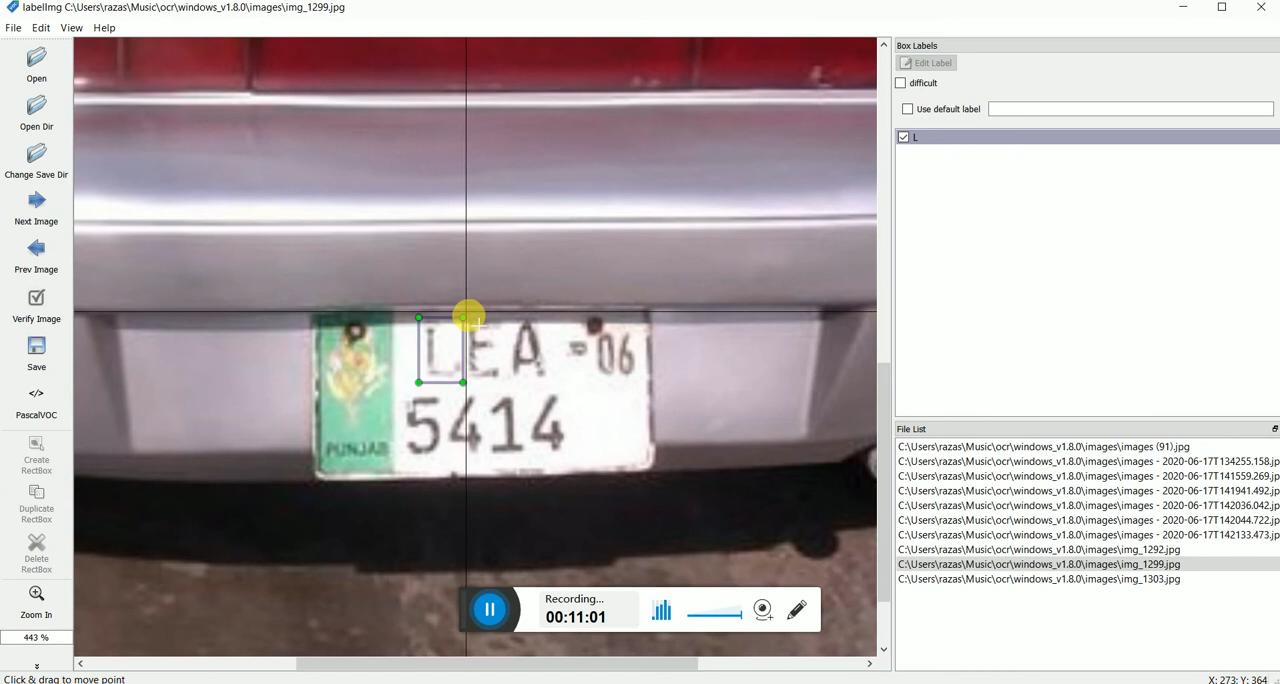 labelImg C:\Users\razas\Music\ocr\windows_v1.8.0\images\img_1299.jpg
File Edit View Help
Open
Open Dir
Change Save Dir
Next Image
Prev Image
Verify Image
Save
</>
PascalVOC
Create
RectBox
Duplicate
RectBox
Delete
RectBox
Zoom In
443 %
LEA 06
5414
PUNJAB
Recording...
00:11:01
Box Labels
Edit Label
difficult
Use default label
L
File List
C:\Users\razas\Music\ocr\windows_v1.8.0\images\images (91).jpg
C:\Users\razas\Music\ocr\windows_v1.8.0\images\images - 2020-06-17T134255.158.jp
C:\Users\razas\Music\ocr\windows_v1.8.0\images\images - 2020-06-17T141559.269.jp
C:\Users\razas\Music\ocr\windows_v1.8.0\images\images - 2020-06-17T141941.492.jp
C:\Users\razas\Music\ocr\windows_v1.8.0\images\images - 2020-06-17T142036.042.jp
C:\Users\razas\Music\ocr\windows_v1.8.0\images\images - 2020-06-17T142044.722.jp
C:\Users\razas\Music\ocr\windows_v1.8.0\images\images - 2020-06-17T142133.473.jp
C:\Users\razas\Music\ocr\windows_v1.8.0\images\img_1292.jpg
C:\Users\razas\Music\ocr\windows_v1.8.0\images\img_1299.jpg
C:\Users\razas\Music\ocr\windows_v1.8.0\images\img_1303.jpg
Click & drag to move point
X: 273; Y: 364